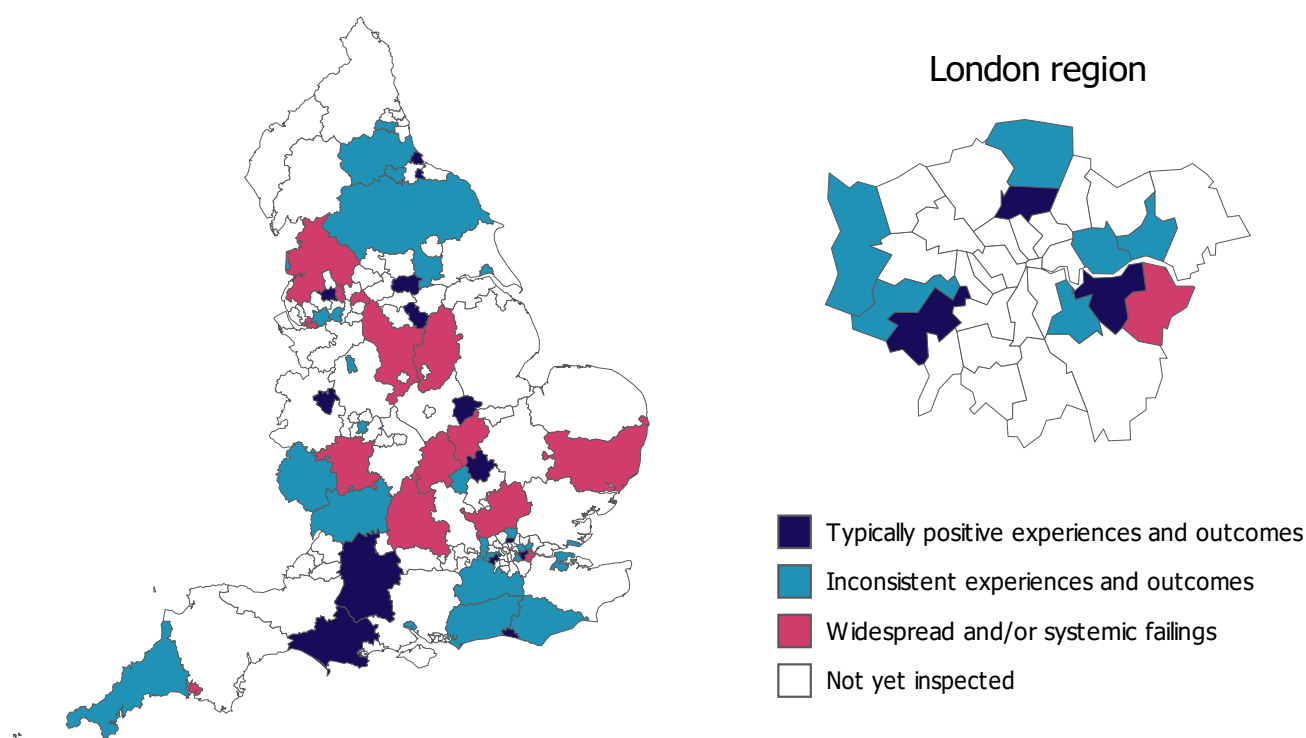 London region
Typically positive experiences and outcomes
Inconsistent experiences and outcomes
Widespread and/or systemic failings
Not yet inspected